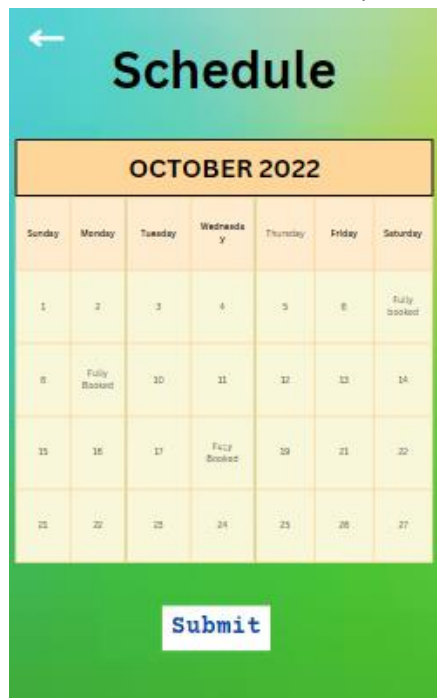 Schedule
OCTOBER 2022
Sunday Monday Tuesday Wednesda
y Thursday Friday Saturday
1 2 3 4 5 6 Fully
booked
8 Fully
Booked 10 11 12 13 14
15 16 17 Fully
Booked 19 21 22
21 22 23 24 25 26 27
Submit